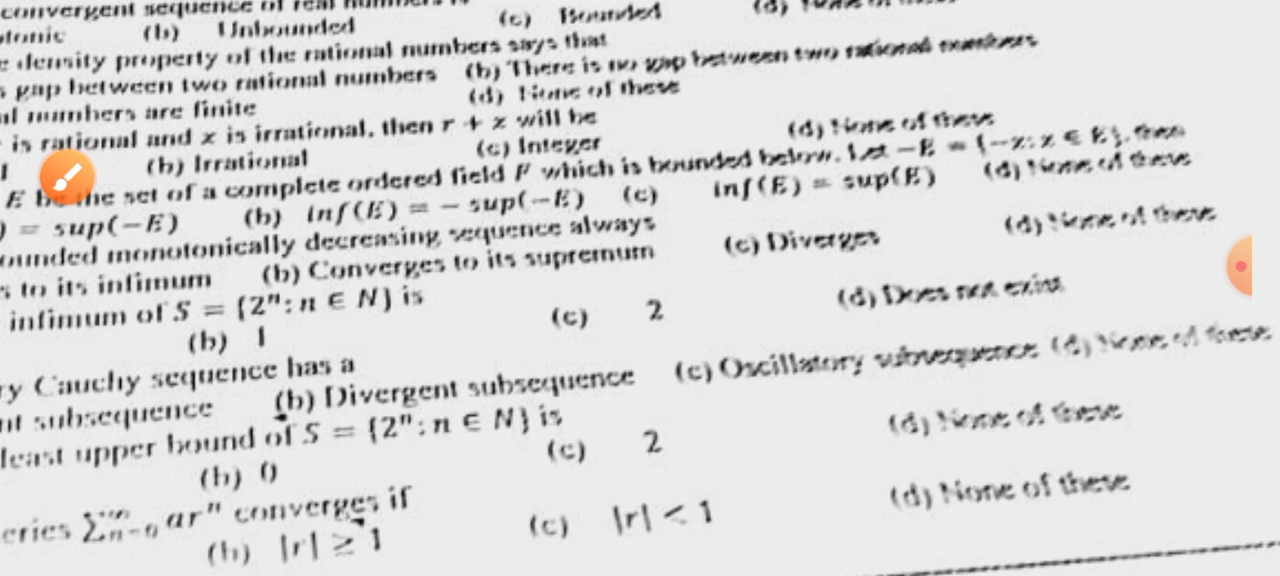 convergent sequence of real numbers is
tonic (b) Unbounded (c) Bounded (d) None of these
density property of the rational numbers says that
gap between two rational numbers (b) There is no gap between two rational numbers
numbers are finite (d) None of these
is rational and x is irrational, then r + x will be
(b) Irrational (c) Integer (d) None of these
E be the set of a complete ordered field F which is bounded below. Let −E = {−x: x ∈ E}, then
) = sup(−E) (b) inf(E) = − sup(−E) (c) inf(E) = sup(E) (d) None of these
ounded monotonically decreasing sequence always
s to its infimum (b) Converges to its supremum (c) Diverges (d) None of these
infimum of S = {2ⁿ: n ∈ N} is
(b) 1 (c) 2 (d) Does not exist
ry Cauchy sequence has a
nt subsequence (b) Divergent subsequence (c) Oscillatory subsequence (d) None of these
least upper bound of S = {2ⁿ: n ∈ N} is
(b) 0 (c) 2 (d) None of these
eries ∑_{n=0}^{∞} arⁿ converges if
(b) |r| ≥ 1 (c) |r| < 1 (d) None of these